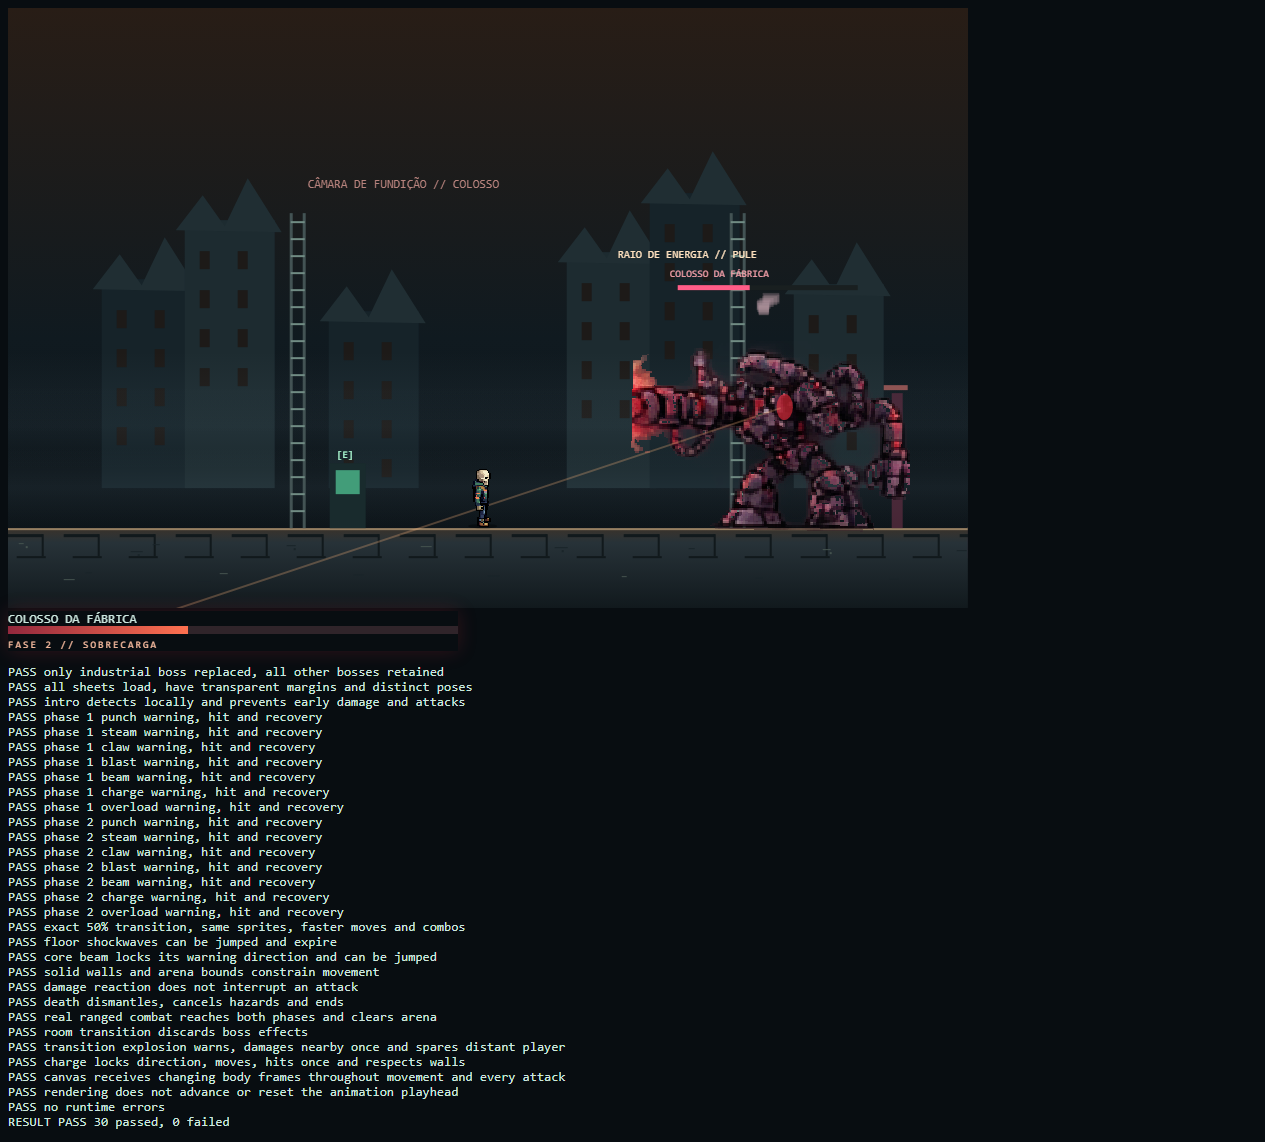 CÂMARA DE FUNDIÇÃO // COLOSSO
RAIO DE ENERGIA // PULE
COLOSSO DA FÁBRICA
[E]
COLOSSO DA FÁBRICA
FASE 2 // SOBRECARGA
PASS only industrial boss replaced, all other bosses retained
PASS all sheets load, have transparent margins and distinct poses
PASS intro detects locally and prevents early damage and attacks
PASS phase 1 punch warning, hit and recovery
PASS phase 1 steam warning, hit and recovery
PASS phase 1 claw warning, hit and recovery
PASS phase 1 blast warning, hit and recovery
PASS phase 1 beam warning, hit and recovery
PASS phase 1 charge warning, hit and recovery
PASS phase 1 overload warning, hit and recovery
PASS phase 2 punch warning, hit and recovery
PASS phase 2 steam warning, hit and recovery
PASS phase 2 claw warning, hit and recovery
PASS phase 2 blast warning, hit and recovery
PASS phase 2 beam warning, hit and recovery
PASS phase 2 charge warning, hit and recovery
PASS phase 2 overload warning, hit and recovery
PASS exact 50% transition, same sprites, faster moves and combos
PASS floor shockwaves can be jumped and expire
PASS core beam locks its warning direction and can be jumped
PASS solid walls and arena bounds constrain movement
PASS damage reaction does not interrupt an attack
PASS death dismantles, cancels hazards and ends
PASS real ranged combat reaches both phases and clears arena
PASS room transition discards boss effects
PASS transition explosion warns, damages nearby once and spares distant player
PASS charge locks direction, moves, hits once and respects walls
PASS canvas receives changing body frames throughout movement and every attack
PASS rendering does not advance or reset the animation playhead
PASS no runtime errors
RESULT PASS 30 passed, 0 failed